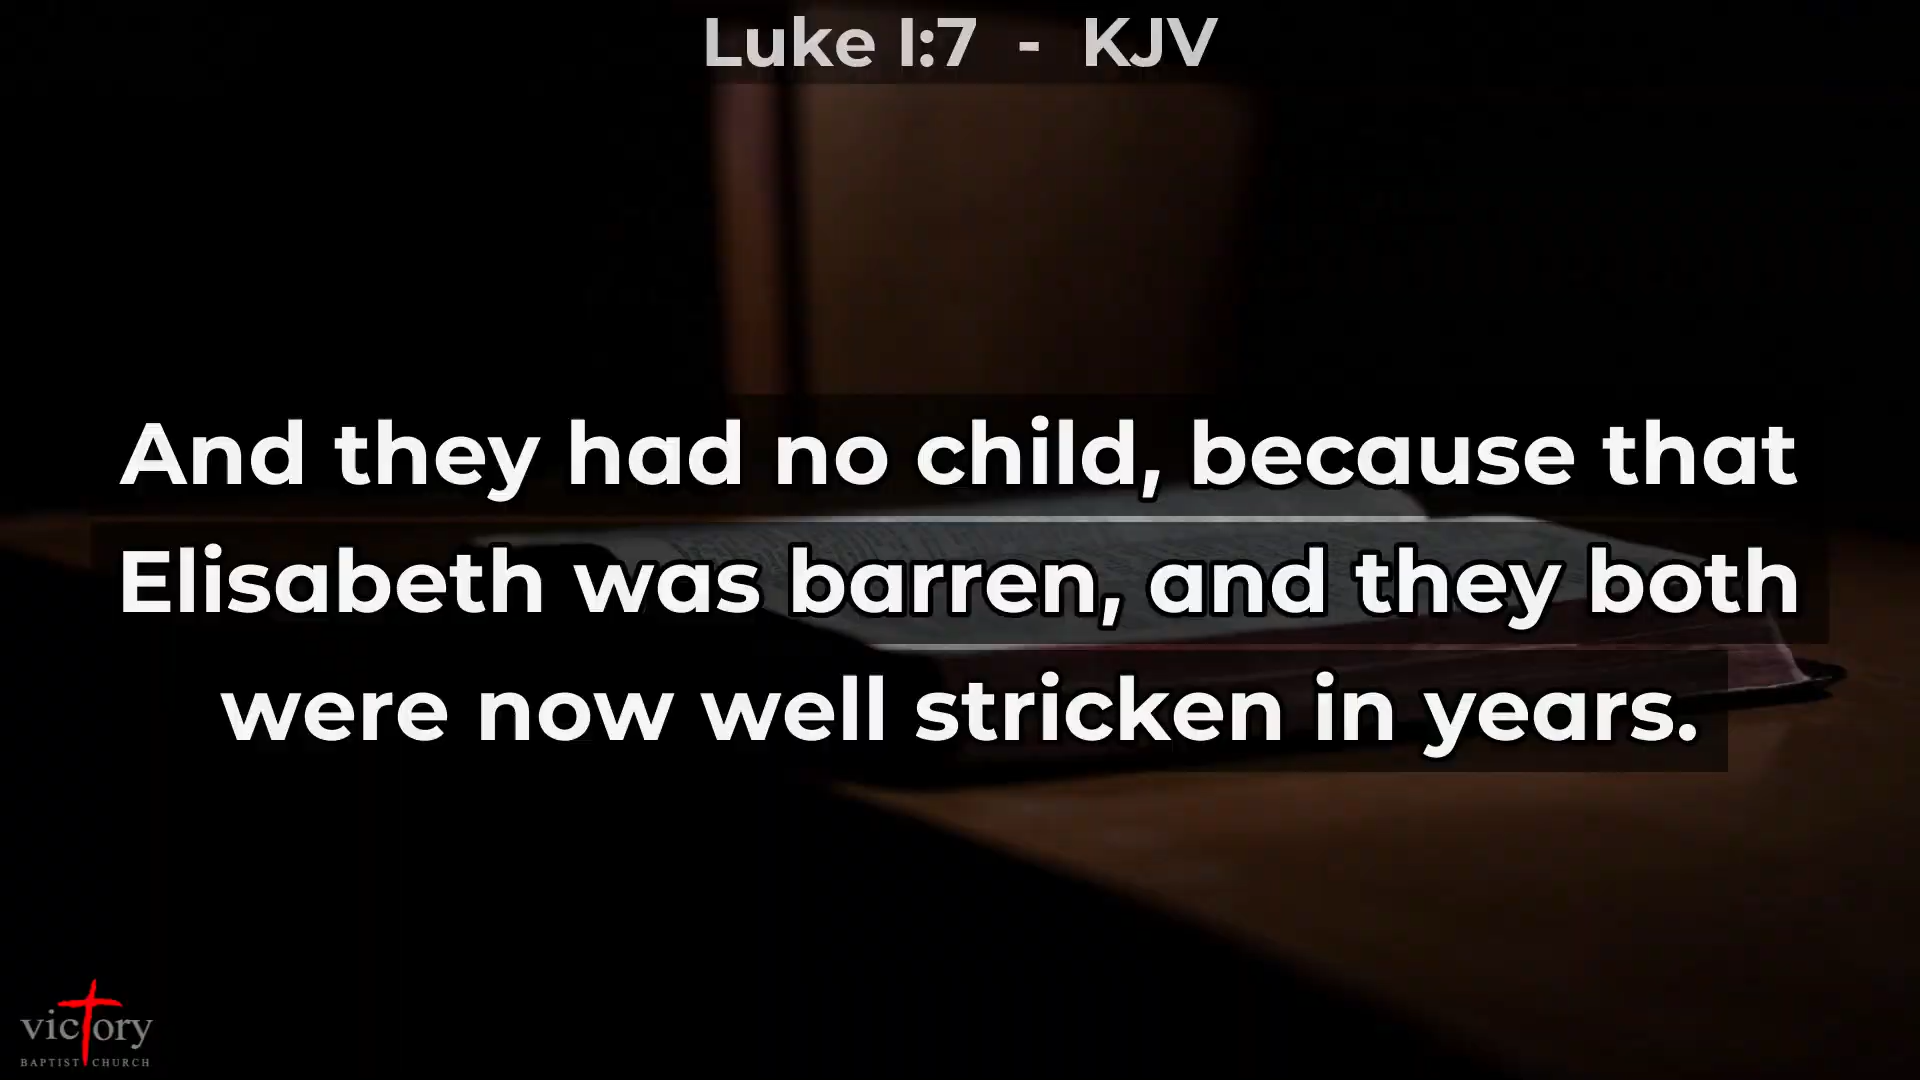 Luke 1:7 - KJV
And they had no child, because that
Elisabeth was barren, and they both
were now well stricken in years.
victory
BAPTIST CHURCH